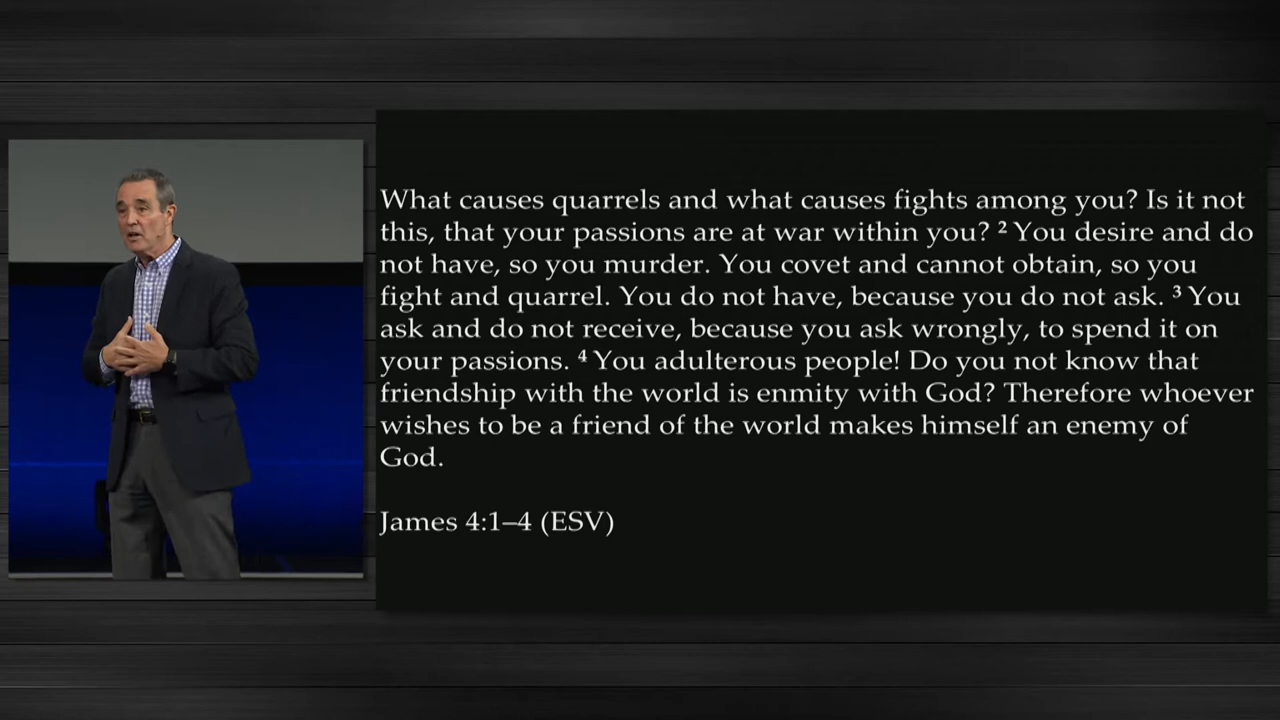 What causes quarrels and what causes fights among you? Is it not
this, that your passions are at war within you? ² You desire and do
not have, so you murder. You covet and cannot obtain, so you
fight and quarrel. You do not have, because you do not ask. ³ You
ask and do not receive, because you ask wrongly, to spend it on
your passions. ⁴ You adulterous people! Do you not know that
friendship with the world is enmity with God? Therefore whoever
wishes to be a friend of the world makes himself an enemy of
God.
James 4:1–4 (ESV)